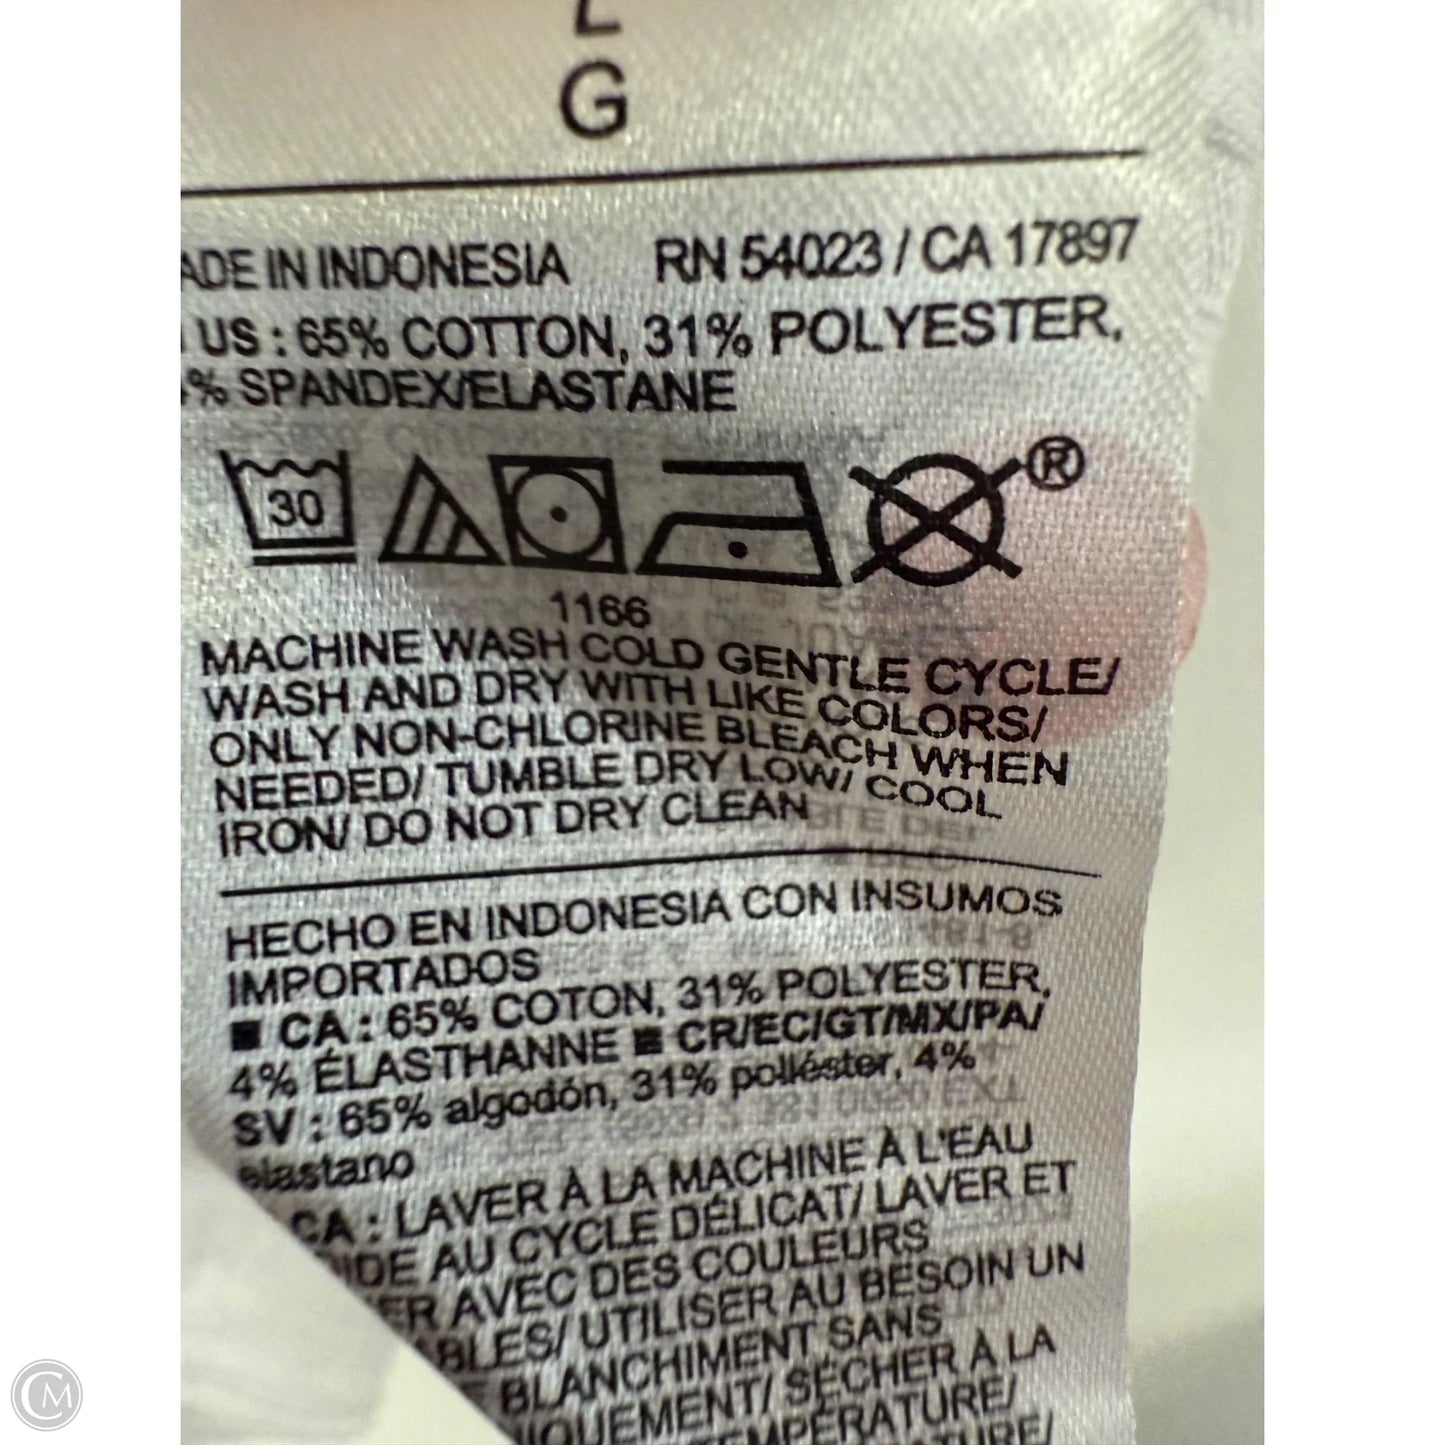 L
G
ADE IN INDONESIA RN 54023 / CA 17897
US : 65% COTTON, 31% POLYESTER,
4% SPANDEX/ELASTANE
30 ®
1166
MACHINE WASH COLD GENTLE CYCLE/
WASH AND DRY WITH LIKE COLORS/
ONLY NON-CHLORINE BLEACH WHEN
NEEDED/ TUMBLE DRY LOW/ COOL
IRON/ DO NOT DRY CLEAN
HECHO EN INDONESIA CON INSUMOS
IMPORTADOS
■ CA : 65% COTON, 31% POLYESTER,
4% ÉLASTHANNE ■ CR/EC/GT/MX/PA/
SV : 65% algodón, 31% poliéster, 4%
elastano
CA : LAVER À LA MACHINE À L'EAU
IDE AU CYCLE DÉLICAT/ LAVER ET
ER AVEC DES COULEURS
BLES/ UTILISER AU BESOIN UN
BLANCHIMENT SANS
IQUEMENT/ SÉCHER À LA
EMPÉRATURE/
CM